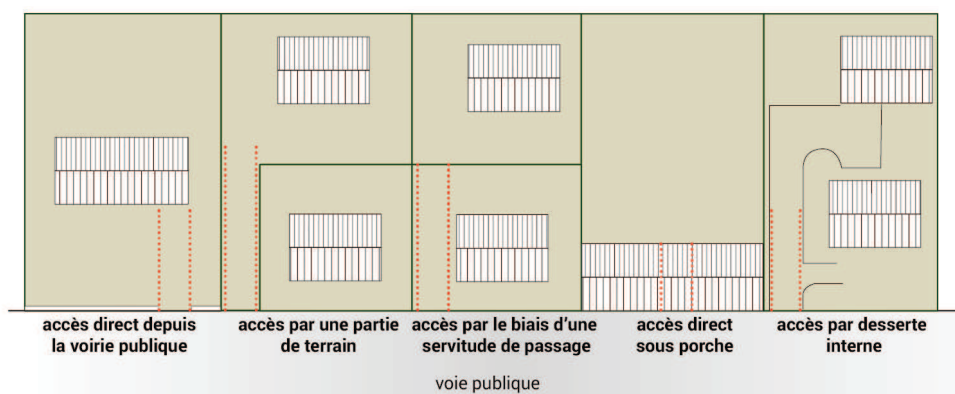 accès direct depuis
la voirie publique
accès par une partie
de terrain
accès par le biais d'une
servitude de passage
accès direct
sous porche
accès par desserte
interne
voie publique